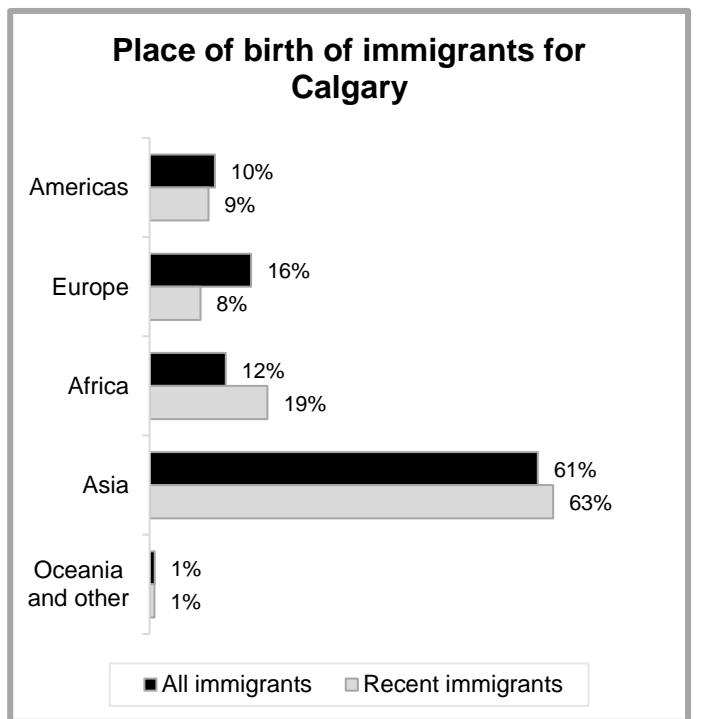 Place of birth of immigrants for
Calgary
Americas
10%
9%
Europe
16%
8%
Africa
12%
19%
Asia
61%
63%
Oceania
and other
1%
1%
All immigrants
Recent immigrants